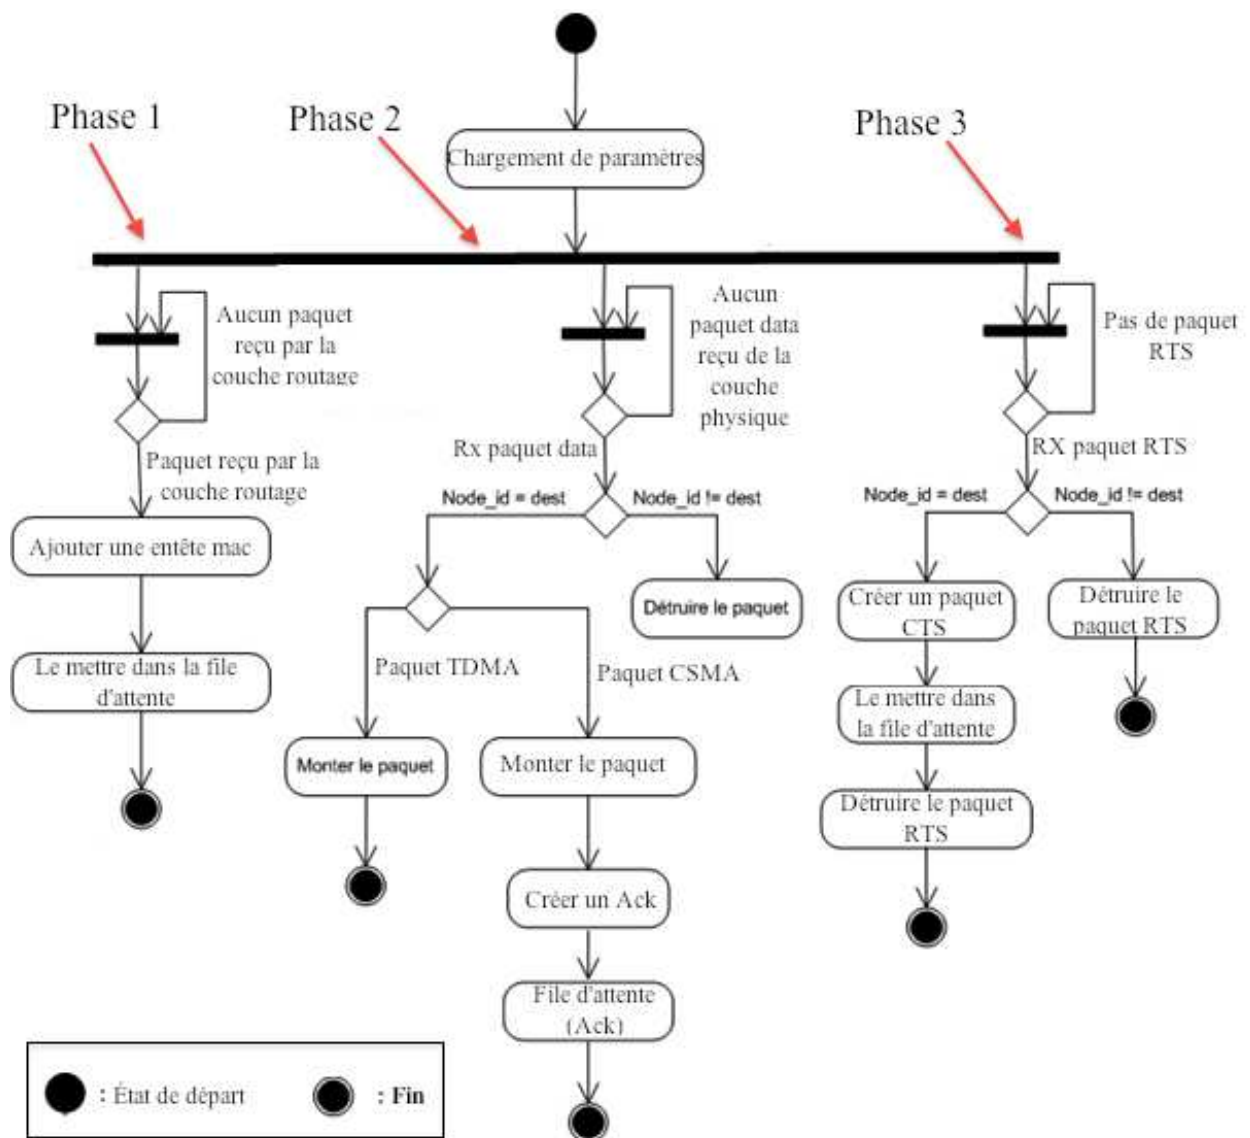 Phase 1
Phase 2
Phase 3
Chargement de paramètres
Aucun paquet
reçu par la
couche routage
Paquet reçu par la
couche routage
Ajouter une entête mac
Le mettre dans la file
d'attente
Aucun
paquet data
reçu de la
couche
physique
Rx paquet data
Node_id = dest
Node_id != dest
Détruire le paquet
Paquet TDMA
Paquet CSMA
Monter le paquet
Monter le paquet
Créer un Ack
File d'attente
(Ack)
Pas de paquet
RTS
RX paquet RTS
Node_id = dest
Node_id != dest
Créer un paquet
CTS
Détruire le
paquet RTS
Le mettre dans
la file d'attente
Détruire le paquet
RTS
: État de départ
: Fin